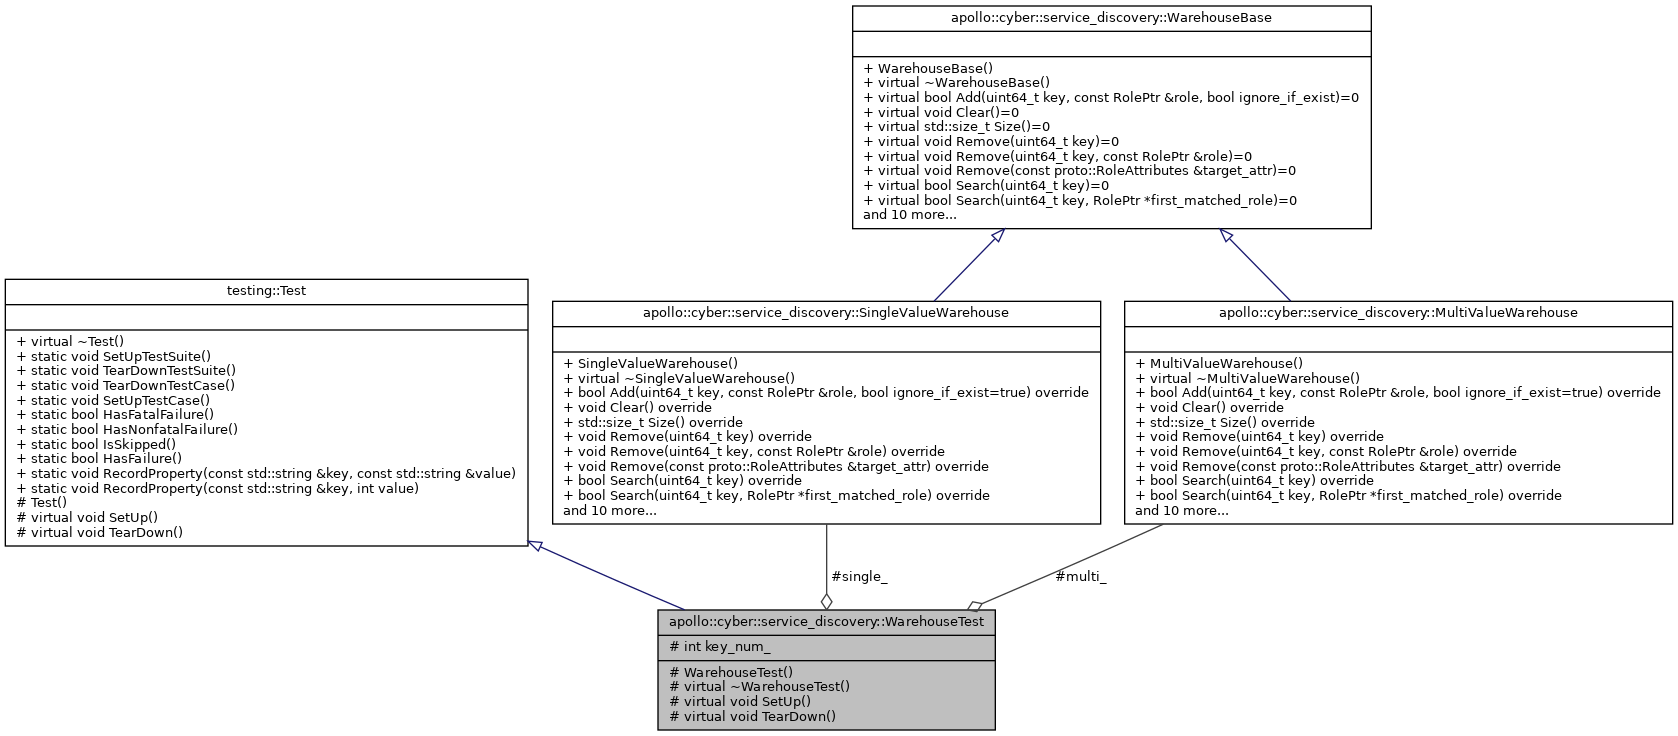 apollo::cyber::service_discovery::WarehouseBase
+ WarehouseBase()
+ virtual ~WarehouseBase()
+ virtual bool Add(uint64_t key, const RolePtr &role, bool ignore_if_exist)=0
+ virtual void Clear()=0
+ virtual std::size_t Size()=0
+ virtual void Remove(uint64_t key)=0
+ virtual void Remove(uint64_t key, const RolePtr &role)=0
+ virtual void Remove(const proto::RoleAttributes &target_attr)=0
+ virtual bool Search(uint64_t key)=0
+ virtual bool Search(uint64_t key, RolePtr *first_matched_role)=0
and 10 more...
testing::Test
+ virtual ~Test()
+ static void SetUpTestSuite()
+ static void TearDownTestSuite()
+ static void TearDownTestCase()
+ static void SetUpTestCase()
+ static bool HasFatalFailure()
+ static bool HasNonfatalFailure()
+ static bool IsSkipped()
+ static bool HasFailure()
+ static void RecordProperty(const std::string &key, const std::string &value)
+ static void RecordProperty(const std::string &key, int value)
# Test()
# virtual void SetUp()
# virtual void TearDown()
apollo::cyber::service_discovery::SingleValueWarehouse
+ SingleValueWarehouse()
+ virtual ~SingleValueWarehouse()
+ bool Add(uint64_t key, const RolePtr &role, bool ignore_if_exist=true) override
+ void Clear() override
+ std::size_t Size() override
+ void Remove(uint64_t key) override
+ void Remove(uint64_t key, const RolePtr &role) override
+ void Remove(const proto::RoleAttributes &target_attr) override
+ bool Search(uint64_t key) override
+ bool Search(uint64_t key, RolePtr *first_matched_role) override
and 10 more...
apollo::cyber::service_discovery::MultiValueWarehouse
+ MultiValueWarehouse()
+ virtual ~MultiValueWarehouse()
+ bool Add(uint64_t key, const RolePtr &role, bool ignore_if_exist=true) override
+ void Clear() override
+ std::size_t Size() override
+ void Remove(uint64_t key) override
+ void Remove(uint64_t key, const RolePtr &role) override
+ void Remove(const proto::RoleAttributes &target_attr) override
+ bool Search(uint64_t key) override
+ bool Search(uint64_t key, RolePtr *first_matched_role) override
and 10 more...
#single_
#multi_
apollo::cyber::service_discovery::WarehouseTest
# int key_num_
# WarehouseTest()
# virtual ~WarehouseTest()
# virtual void SetUp()
# virtual void TearDown()